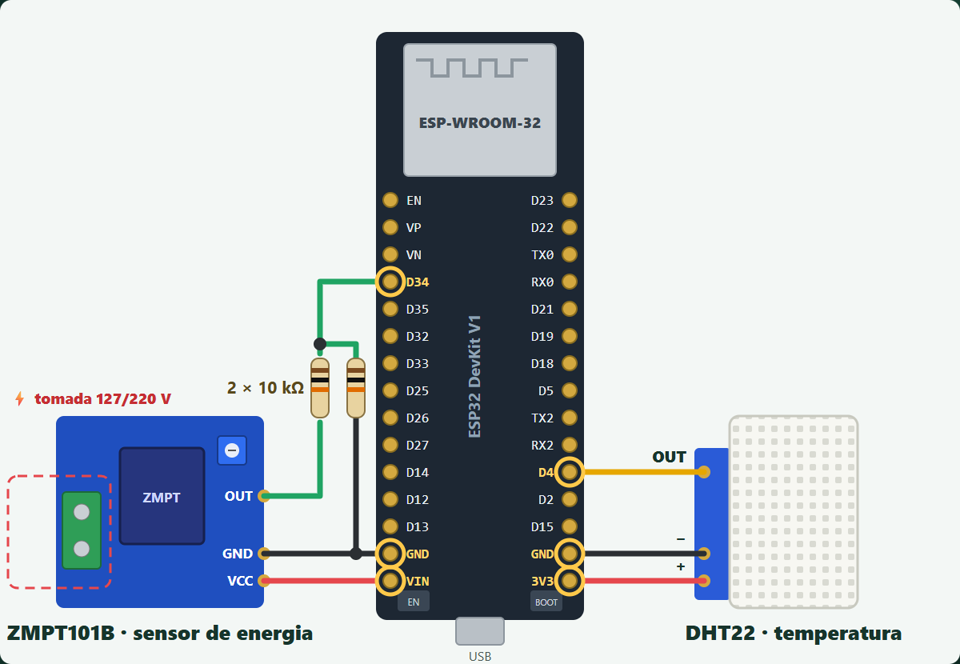 ESP-WROOM-32
EN
VP
VN
D34
D35
D32
D33
D25
D26
D27
D14
D12
D13
GND
VIN
EN
D23
D22
TX0
RX0
D21
D19
D18
D5
TX2
RX2
D4
D2
D15
GND
3V3
BOOT
ESP32 DevKit V1
USB
2 × 10 kΩ
tomada 127/220 V
ZMPT
OUT
GND
VCC
ZMPT101B · sensor de energia
OUT
−
+
DHT22 · temperatura